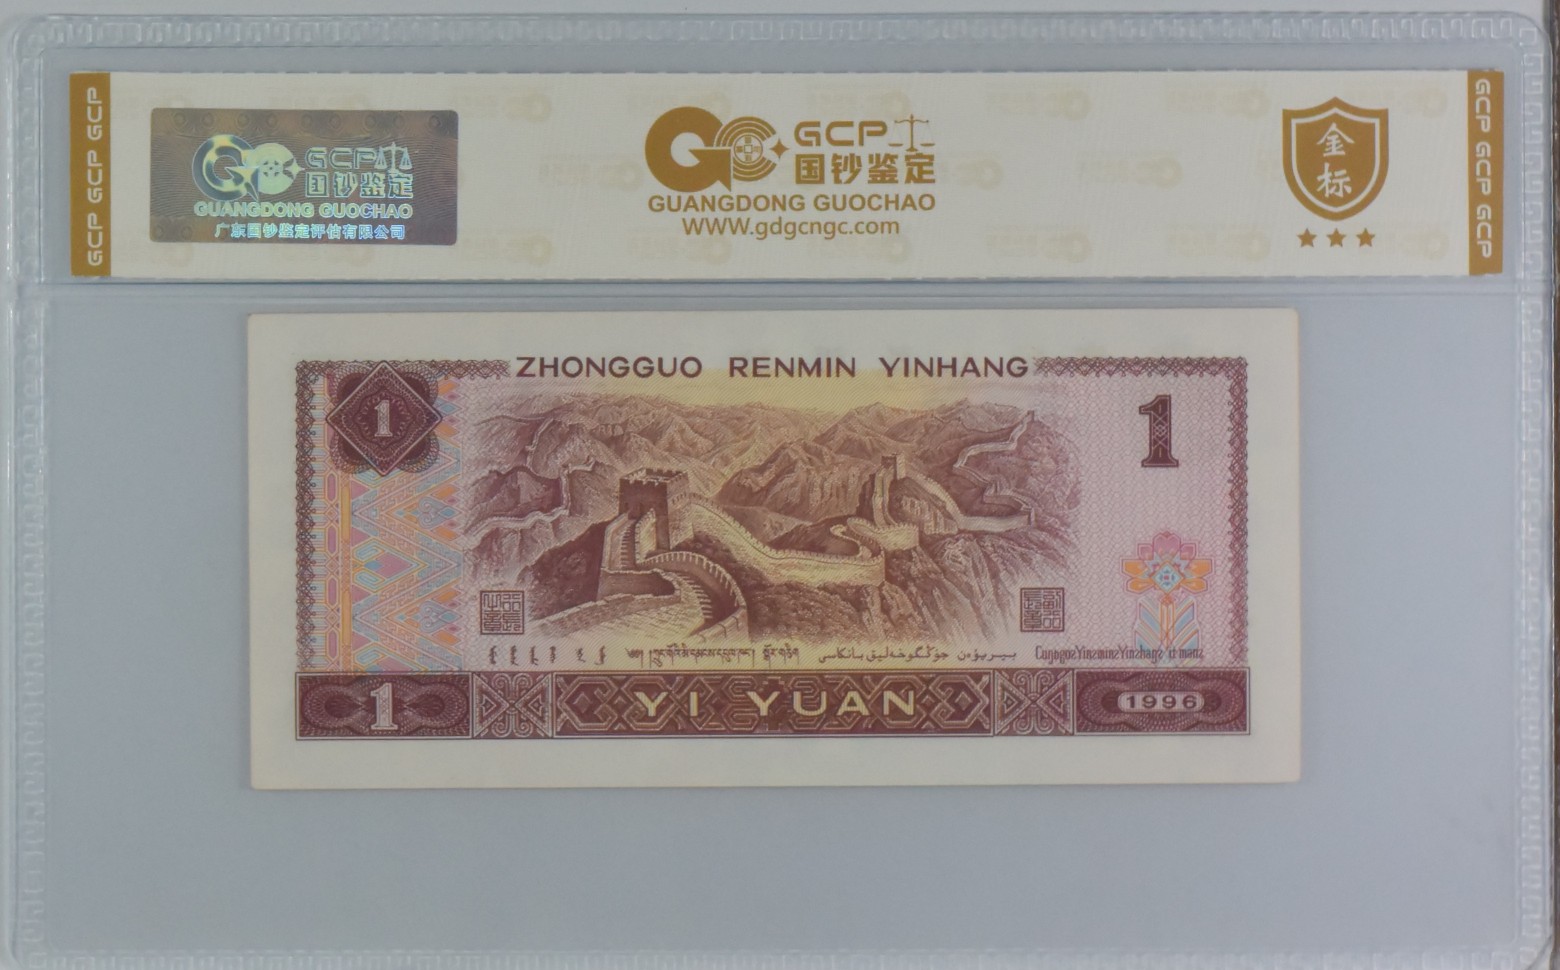 GCP GCP GCP
GCP
国钞鉴定
GUANGDONG GUOCHAO
广东国钞鉴定评估有限公司
GCP
国钞鉴定
GUANGDONG GUOCHAO
WWW.gdgcngc.com
金标
GCP GCP GCP
ZHONGGUO RENMIN YINHANG
1
1
1
YI YUAN
1996